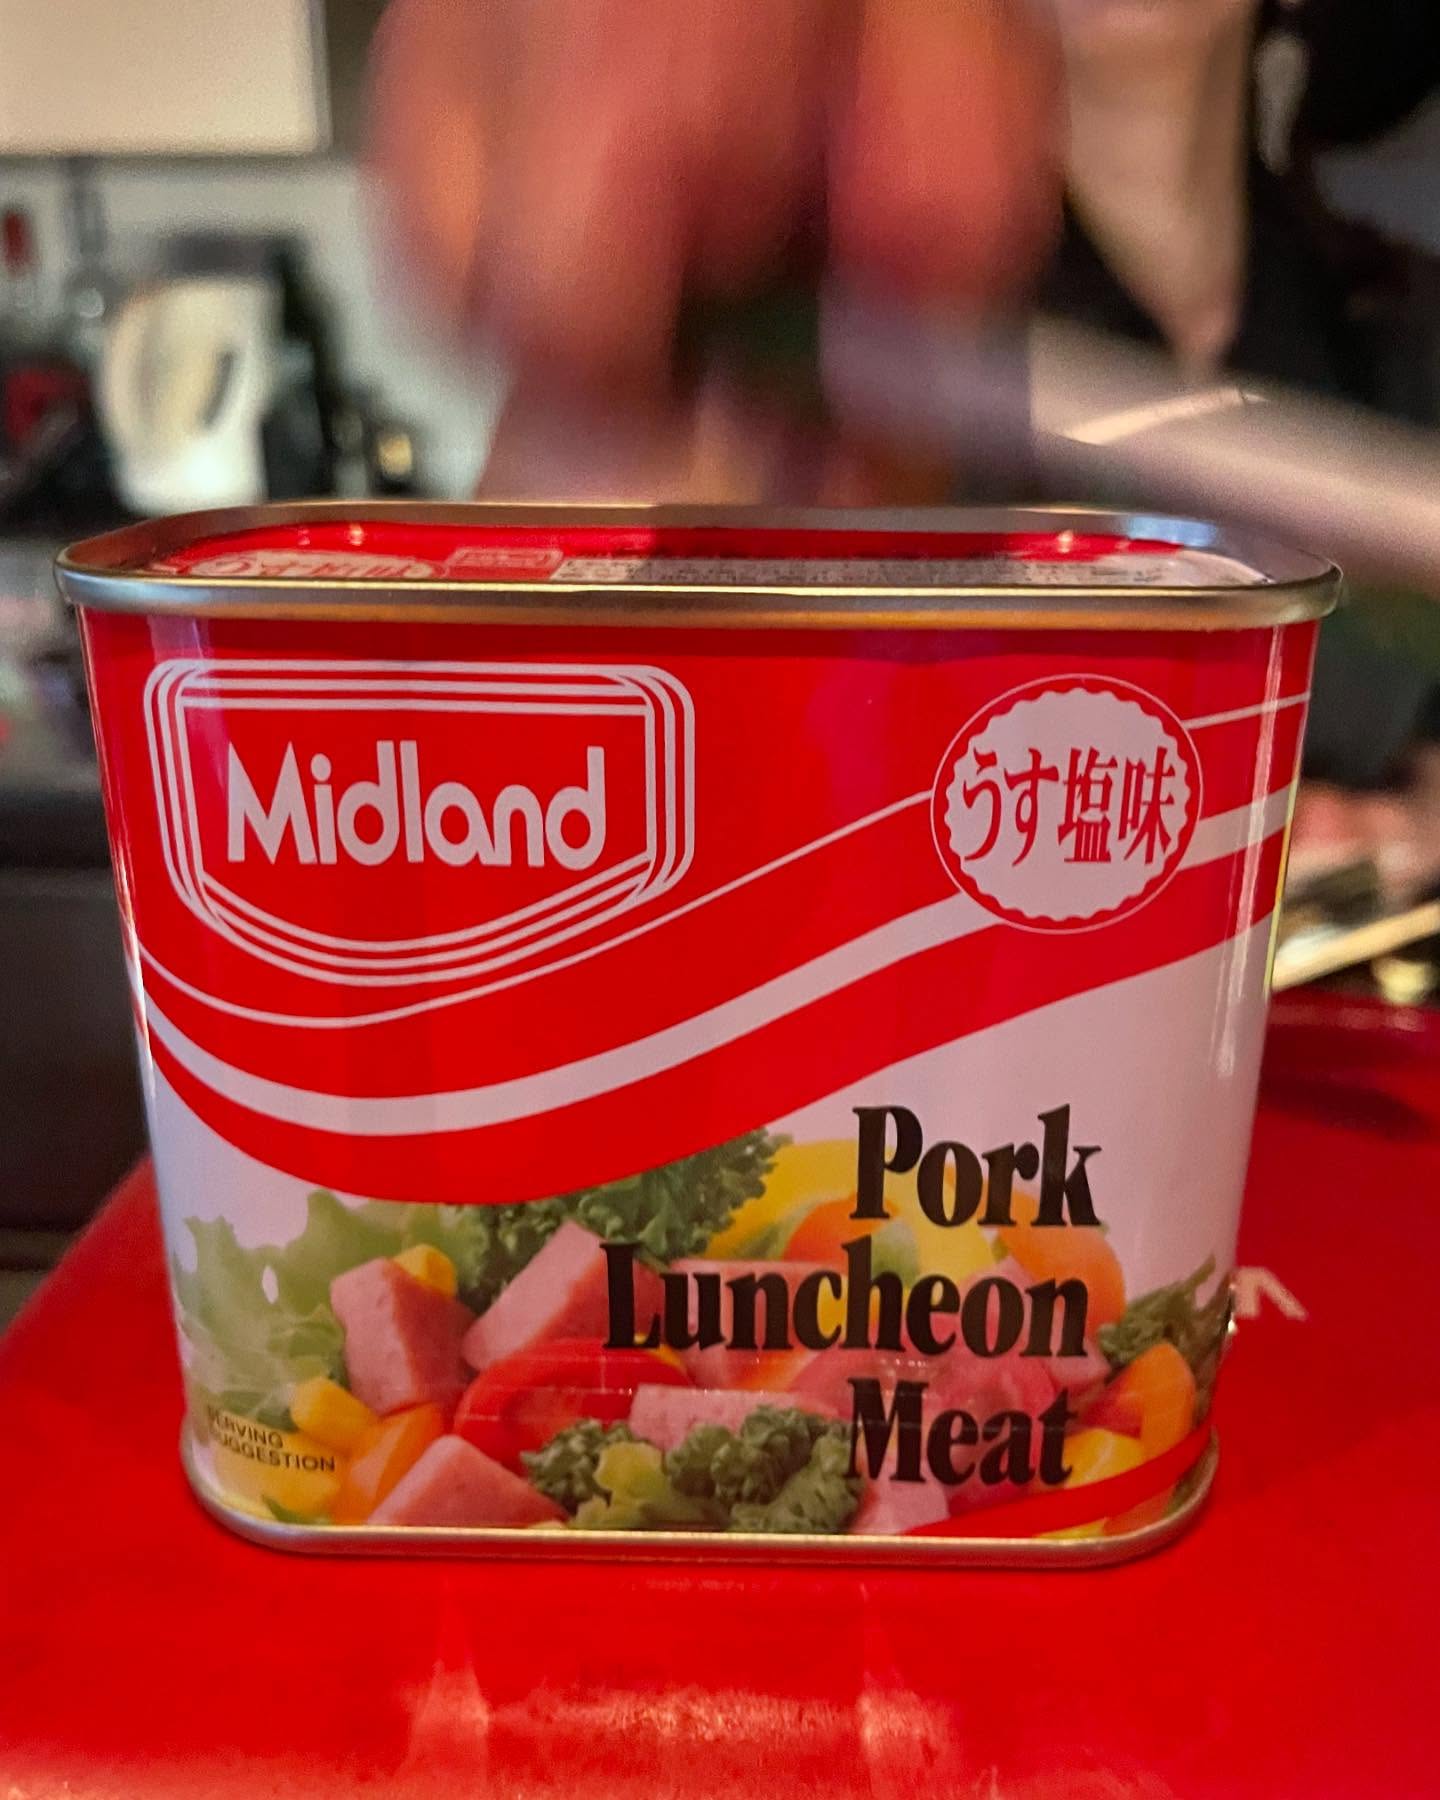 Midland
うす塩味
Pork
Luncheon
Meat
SERVING
SUGGESTION